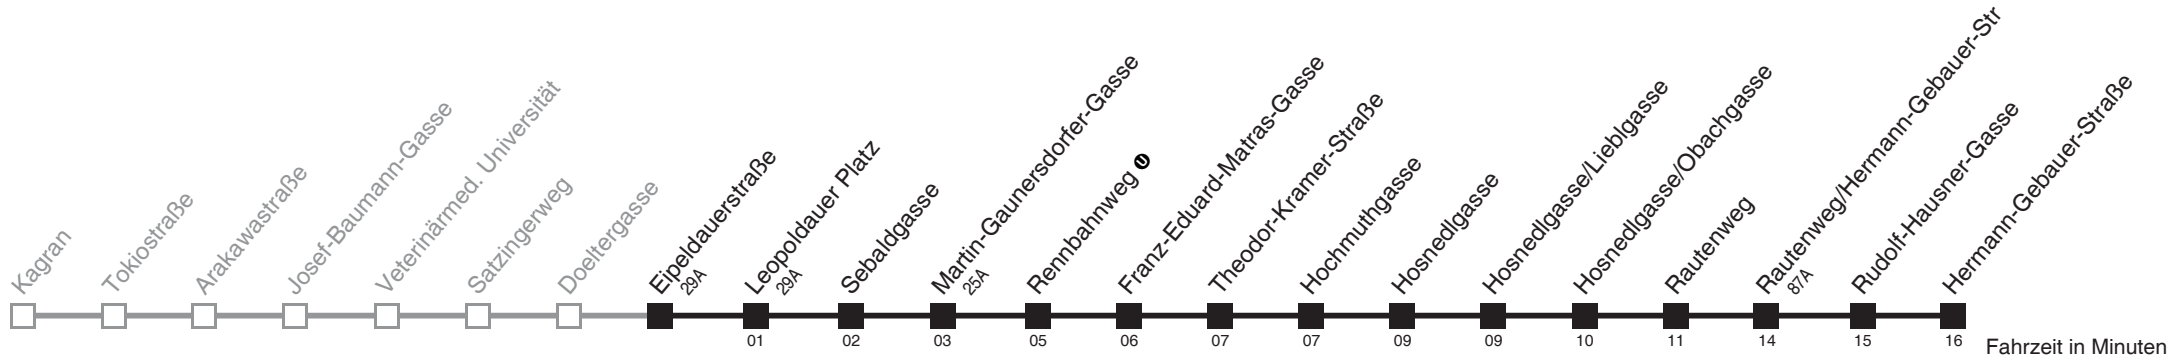 Kagran
Tokiostraße
Arakawastraße
Josef-Baumann-Gasse
Veterinärmed. Universität
Satzingerweg
Doeltergasse
Eipeldauerstraße
29A
Leopoldauer Platz
29A
Sebaldgasse
Martin-Gaunersdorfer-Gasse
25A
Rennbahnweg U
Franz-Eduard-Matras-Gasse
Theodor-Kramer-Straße
Hochmuthgasse
Hosnedlgasse
Hosnedlgasse/Lieblgasse
Hosnedlgasse/Obachgasse
Rautenweg
Rautenweg/Hermann-Gebauer-Str
87A
Rudolf-Hausner-Gasse
Hermann-Gebauer-Straße
01 02 03 05 06 07 07 09 09 10 11 14 15 16
Fahrzeit in Minuten